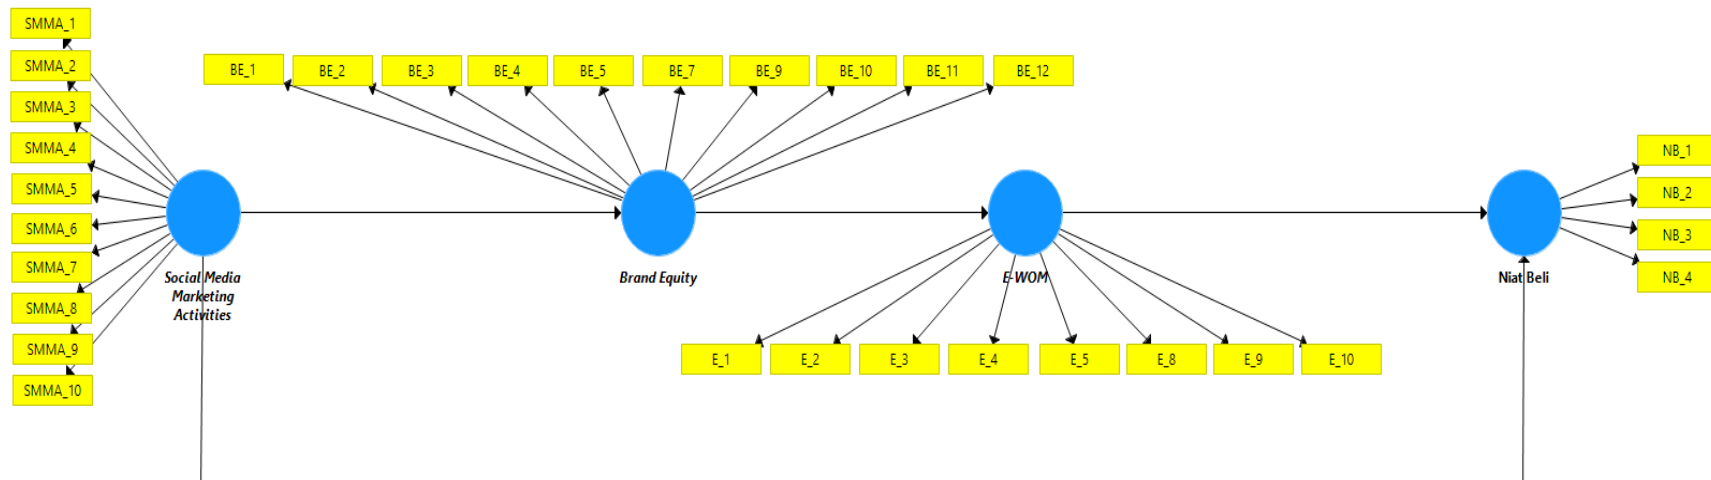 SMMA_1
SMMA_2
SMMA_3
SMMA_4
SMMA_5
SMMA_6
SMMA_7
SMMA_8
SMMA_9
SMMA_10
Social Media
Marketing
Activities
BE_1
BE_2
BE_3
BE_4
BE_5
BE_7
BE_9
BE_10
BE_11
BE_12
Brand Equity
E-WOM
E_1
E_2
E_3
E_4
E_5
E_8
E_9
E_10
Niat Beli
NB_1
NB_2
NB_3
NB_4